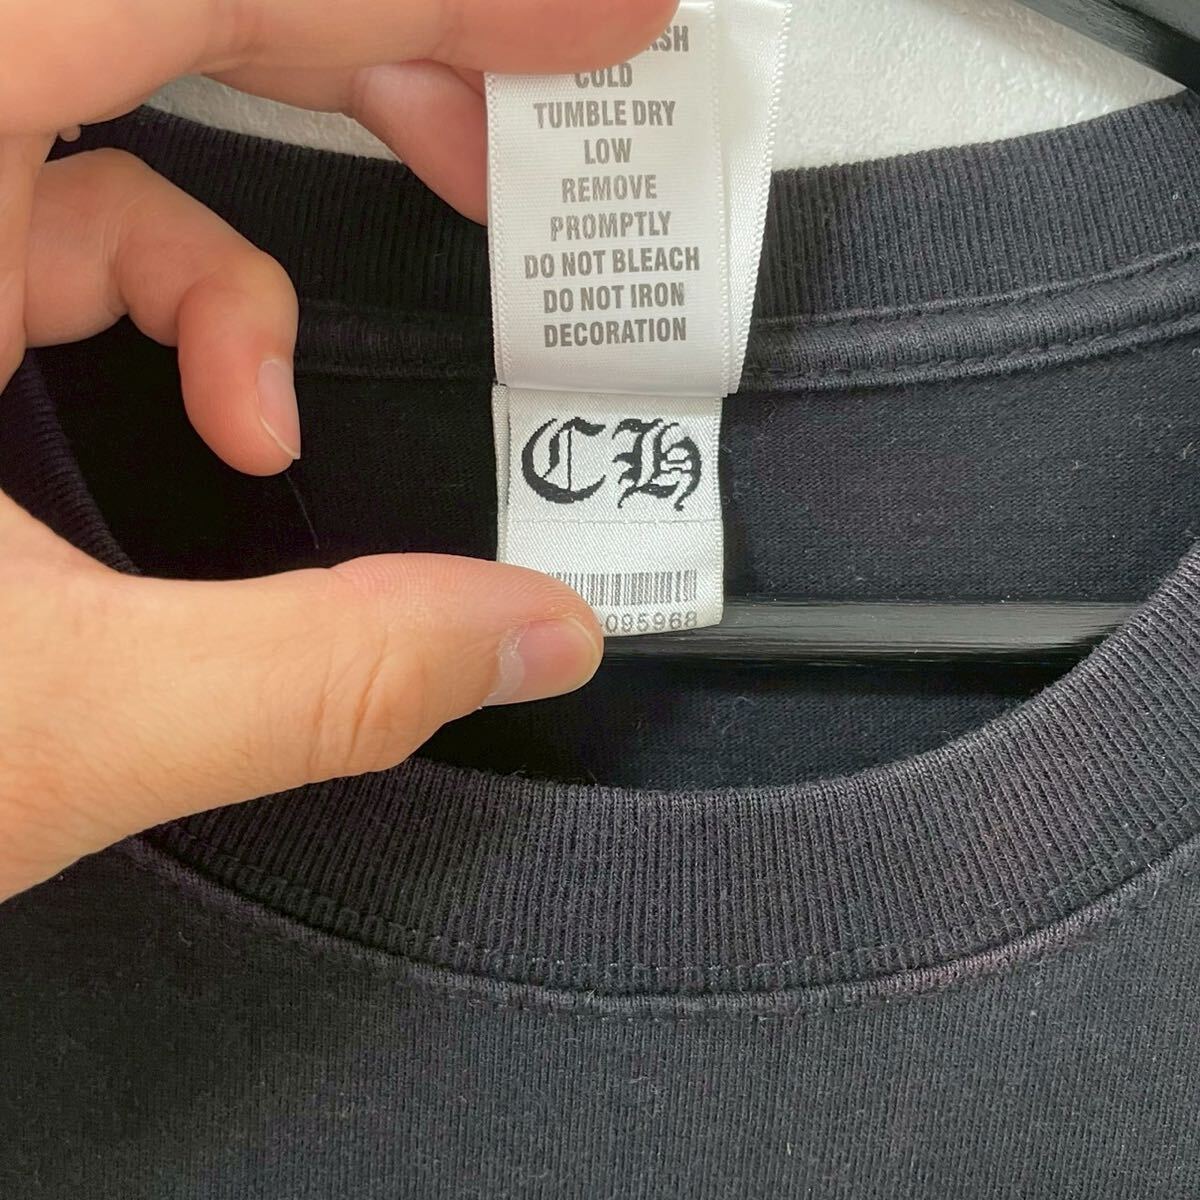 COLD
TUMBLE DRY
LOW
REMOVE
PROMPTLY
DO NOT BLEACH
DO NOT IRON
DECORATION
CH
095968